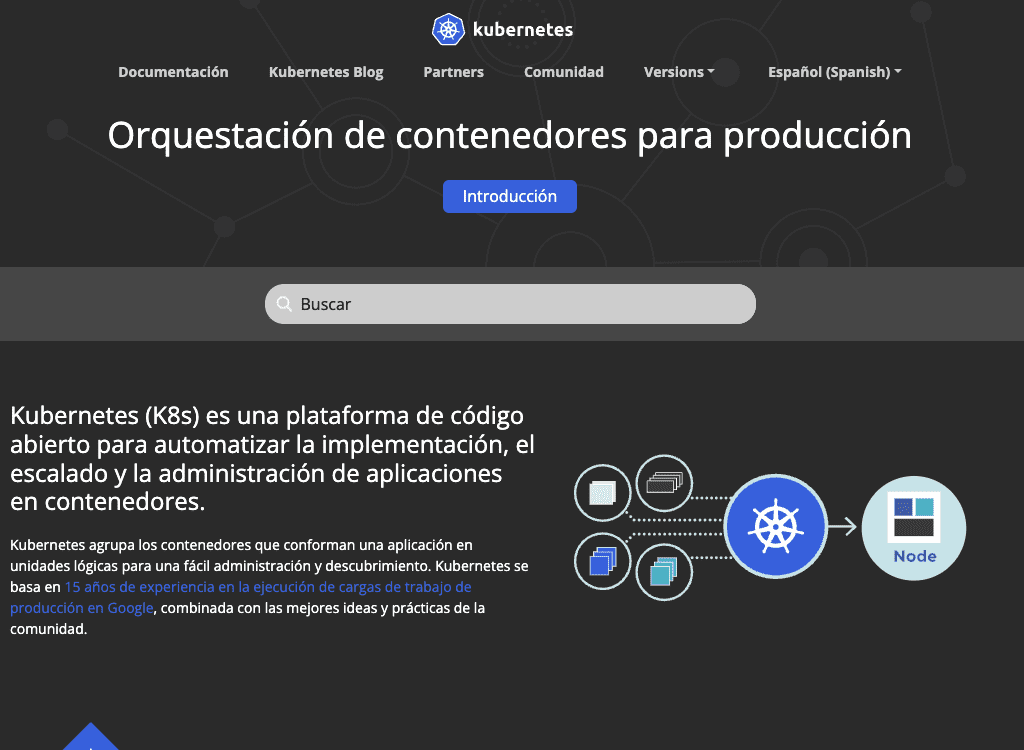 kubernetes
Documentación
Kubernetes Blog
Partners
Comunidad
Versions
Español (Spanish)
Orquestación de contenedores para producción
Introducción
Buscar
Kubernetes (K8s) es una plataforma de código
abierto para automatizar la implementación, el
escalado y la administración de aplicaciones
en contenedores.
Kubernetes agrupa los contenedores que conforman una aplicación en
unidades lógicas para una fácil administración y descubrimiento. Kubernetes se
basa en 15 años de experiencia en la ejecución de cargas de trabajo de
producción en Google, combinada con las mejores ideas y prácticas de la
comunidad.
Node